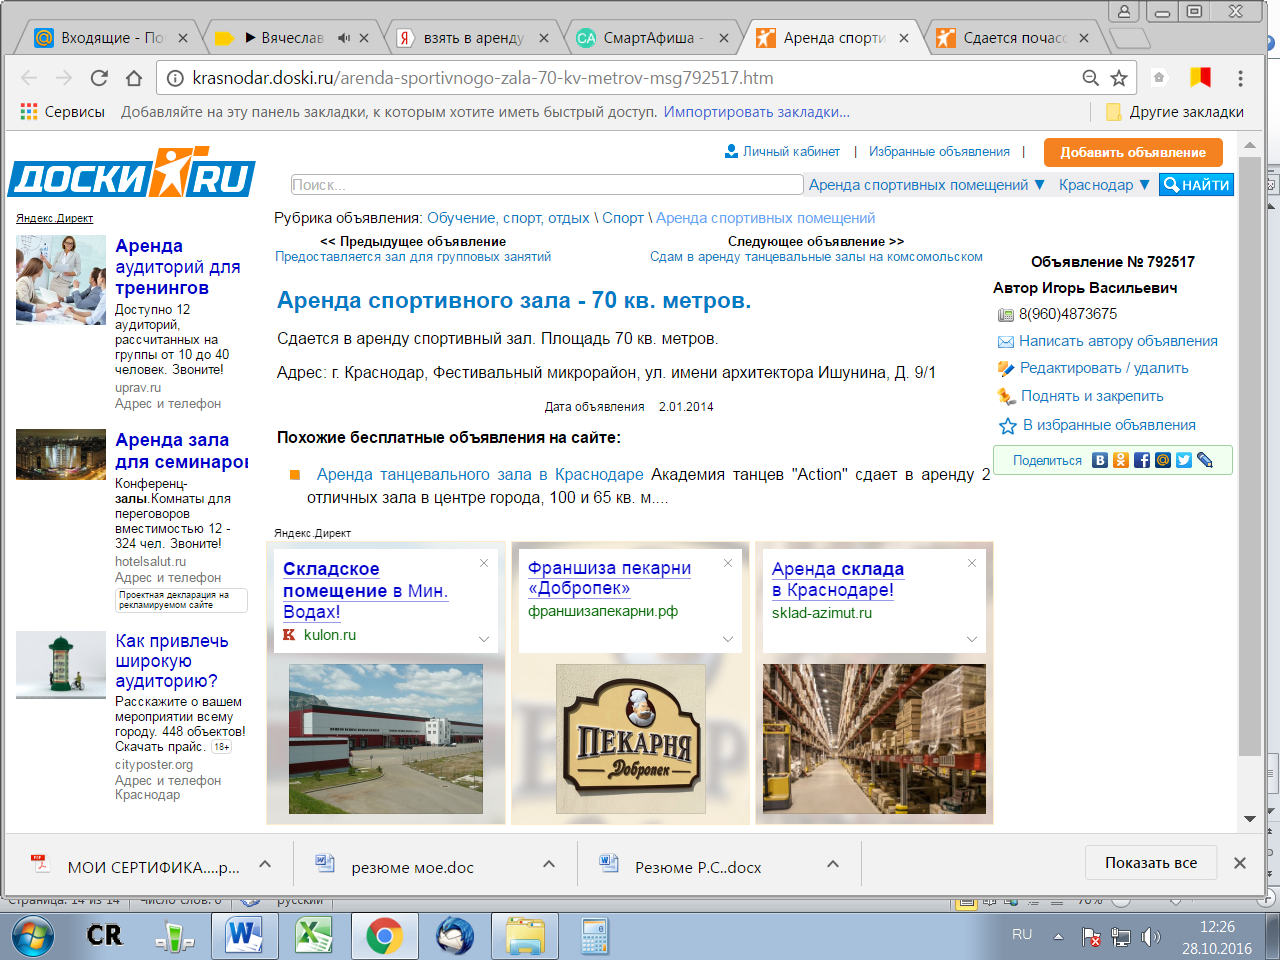 Входящие - По
Вячеслав
взять в аренду
СмартАфиша -
Аренда спорти
Сдается почасо
krasnodar.doski.ru/arenda-sportivnogo-zala-70-kv-metrov-msg792517.htm
Сервисы
Добавляйте на эту панель закладки, к которым хотите иметь быстрый доступ. Импортировать закладки...
Другие закладки
ДОСКИ RU
Личный кабинет | Избранные объявления |
Добавить объявление
Поиск...
Аренда спортивных помещений ▼
Краснодар ▼
НАЙТИ
Яндекс.Директ
Аренда
аудиторий для
тренингов
Доступно 12
аудиторий,
рассчитанных на
группы от 10 до 40
человек. Звоните!
uprav.ru
Адрес и телефон
Аренда зала
для семинаров
Конференц-
залы.Комнаты для
переговоров
вместимостью 12 -
324 чел. Звоните!
hotelsalut.ru
Адрес и телефон
Проектная декларация на
рекламируемом сайте
Как привлечь
широкую
аудиторию?
Расскажите о вашем
мероприятии всему
городу. 448 объектов!
Скачать прайс. 18+
cityposter.org
Адрес и телефон
Краснодар
Рубрика объявления: Обучение, спорт, отдых \ Спорт \ Аренда спортивных помещений
<< Предыдущее объявление
Предоставляется зал для групповых занятий
Следующее объявление >>
Сдам в аренду танцевальные залы на комсомольском
Аренда спортивного зала - 70 кв. метров.
Сдается в аренду спортивный зал. Площадь 70 кв. метров.
Адрес: г. Краснодар, Фестивальный микрорайон, ул. имени архитектора Ишунина, Д. 9/1
Дата объявления 2.01.2014
Похожие бесплатные объявления на сайте:
Аренда танцевального зала в Краснодаре Академия танцев "Action" сдает в аренду 2
отличных зала в центре города, 100 и 65 кв. м....
Объявление № 792517
Автор Игорь Васильевич
8(960)4873675
Написать автору объявления
Редактировать / удалить
Поднять и закрепить
В избранные объявления
Поделиться
Яндекс.Директ
Складское
помещение в Мин.
Водах!
kulon.ru
Франшиза пекарни
«Добропек»
франшизапекарни.рф
ПЕКАРНЯ
Добропек
Аренда склада
в Краснодаре!
sklad-azimut.ru
МОИ СЕРТИФИКА....p...
резюме мое.doc
Резюме Р.С..docx
Показать все
Страница: 14 из 14
Число слов: 0
русский
70%
CR
RU
12:26
28.10.2016